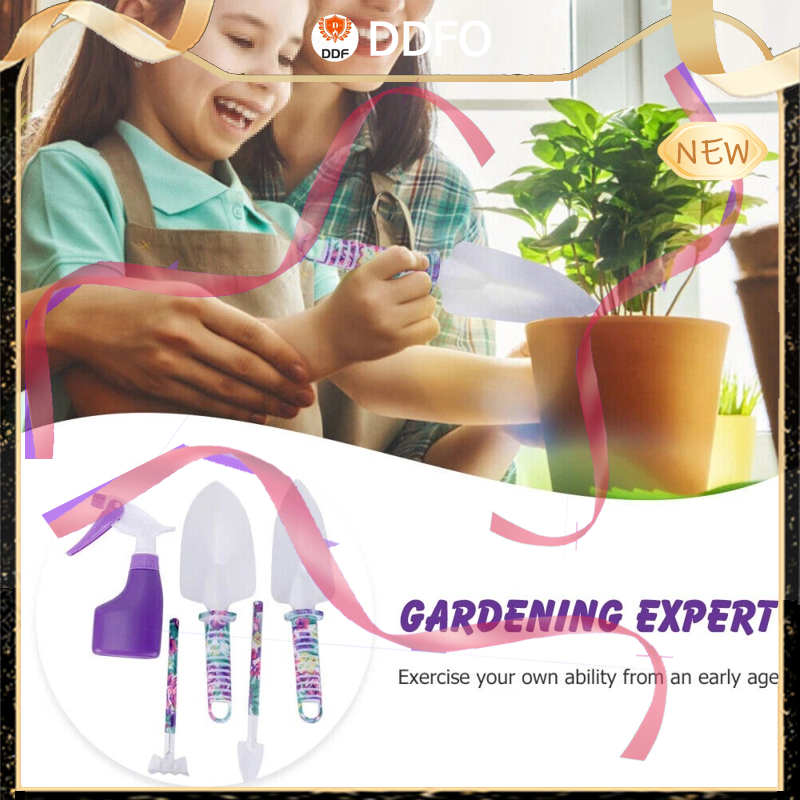 DDF
DDFO
NEW
GARDENING EXPERT
Exercise your own ability from an early age